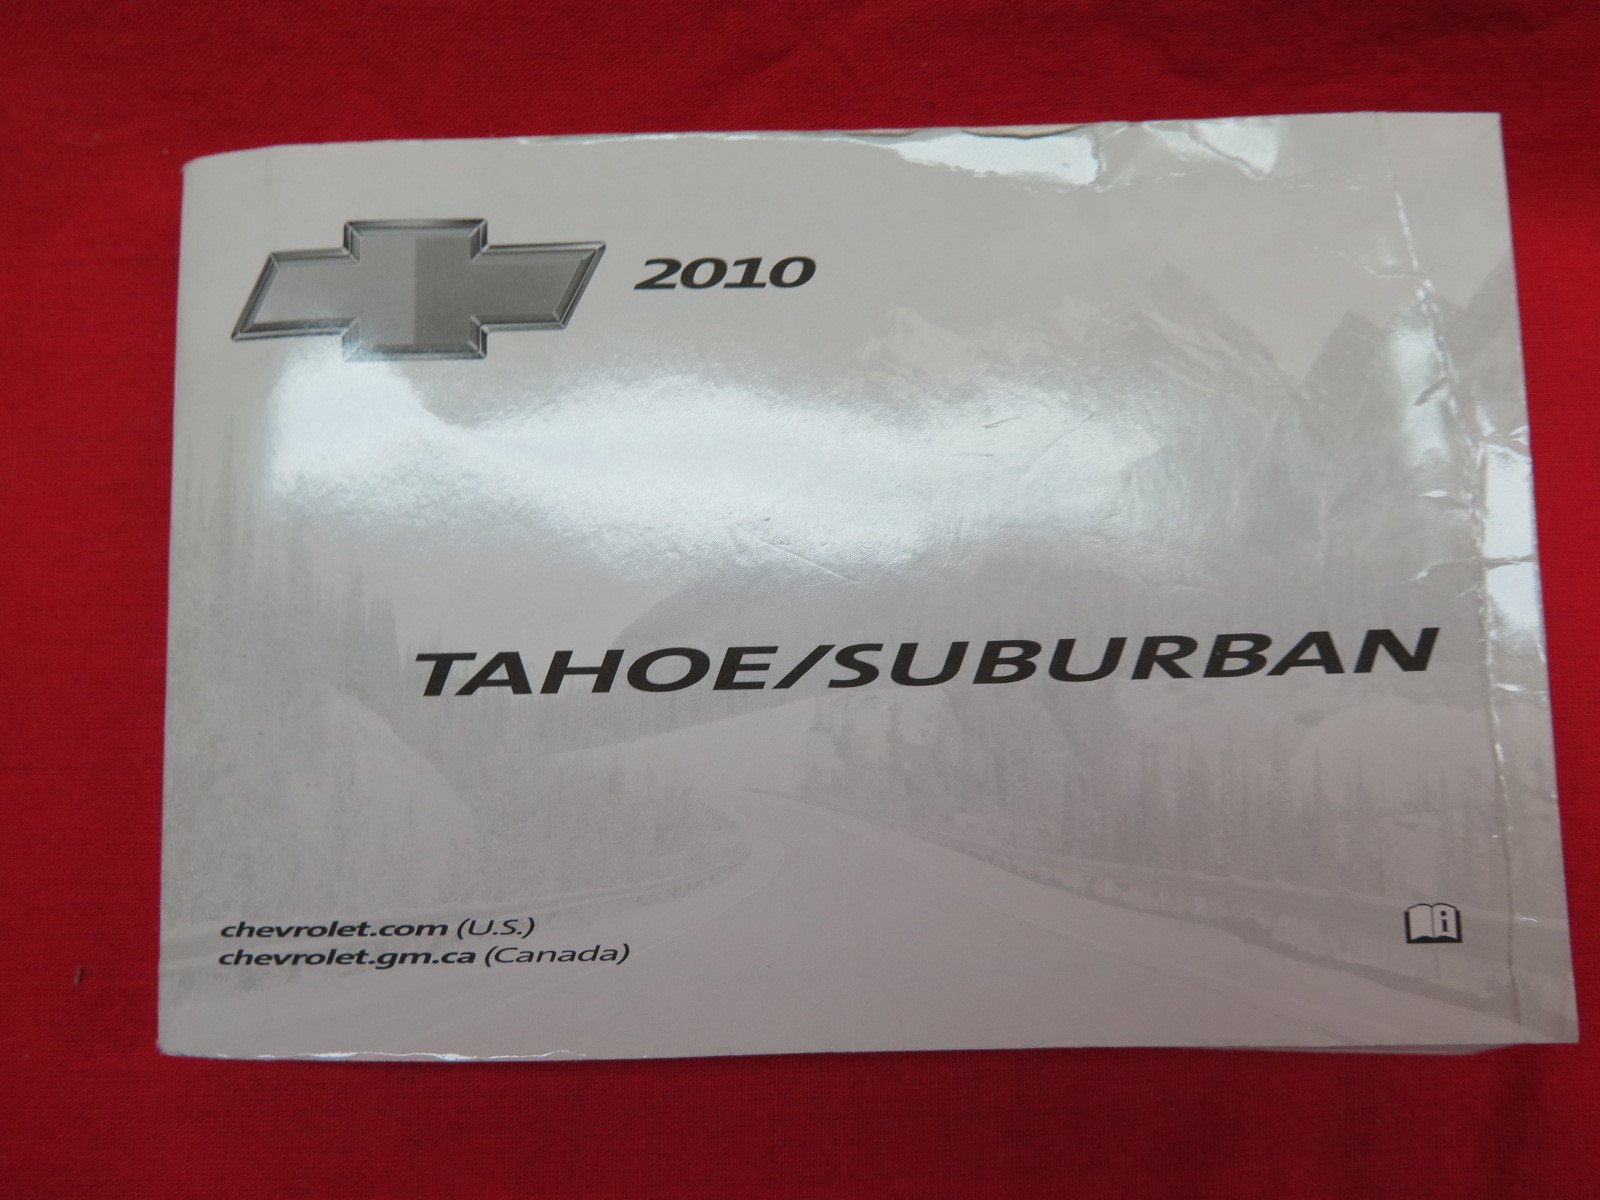 2010
TAHOE/SUBURBAN
chevrolet.com (U.S.)
chevrolet.gm.ca (Canada)
i